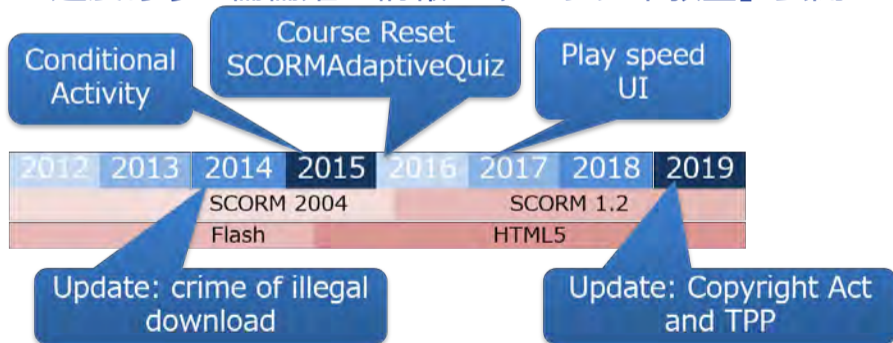 Course Reset
SCORMAdaptiveQuiz
Conditional
Activity
Play speed
UI
2012 2013 2014 2015 2016 2017 2018 2019
SCORM 2004 SCORM 1.2
Flash HTML5
Update: crime of illegal
download
Update: Copyright Act
and TPP